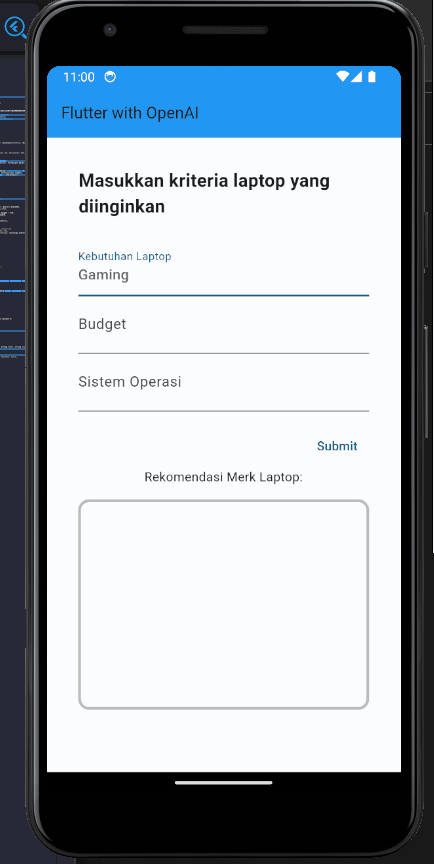 11:00
Flutter with OpenAI
Masukkan kriteria laptop yang
diinginkan
Kebutuhan Laptop
Gaming
Budget
Sistem Operasi
Submit
Rekomendasi Merk Laptop: